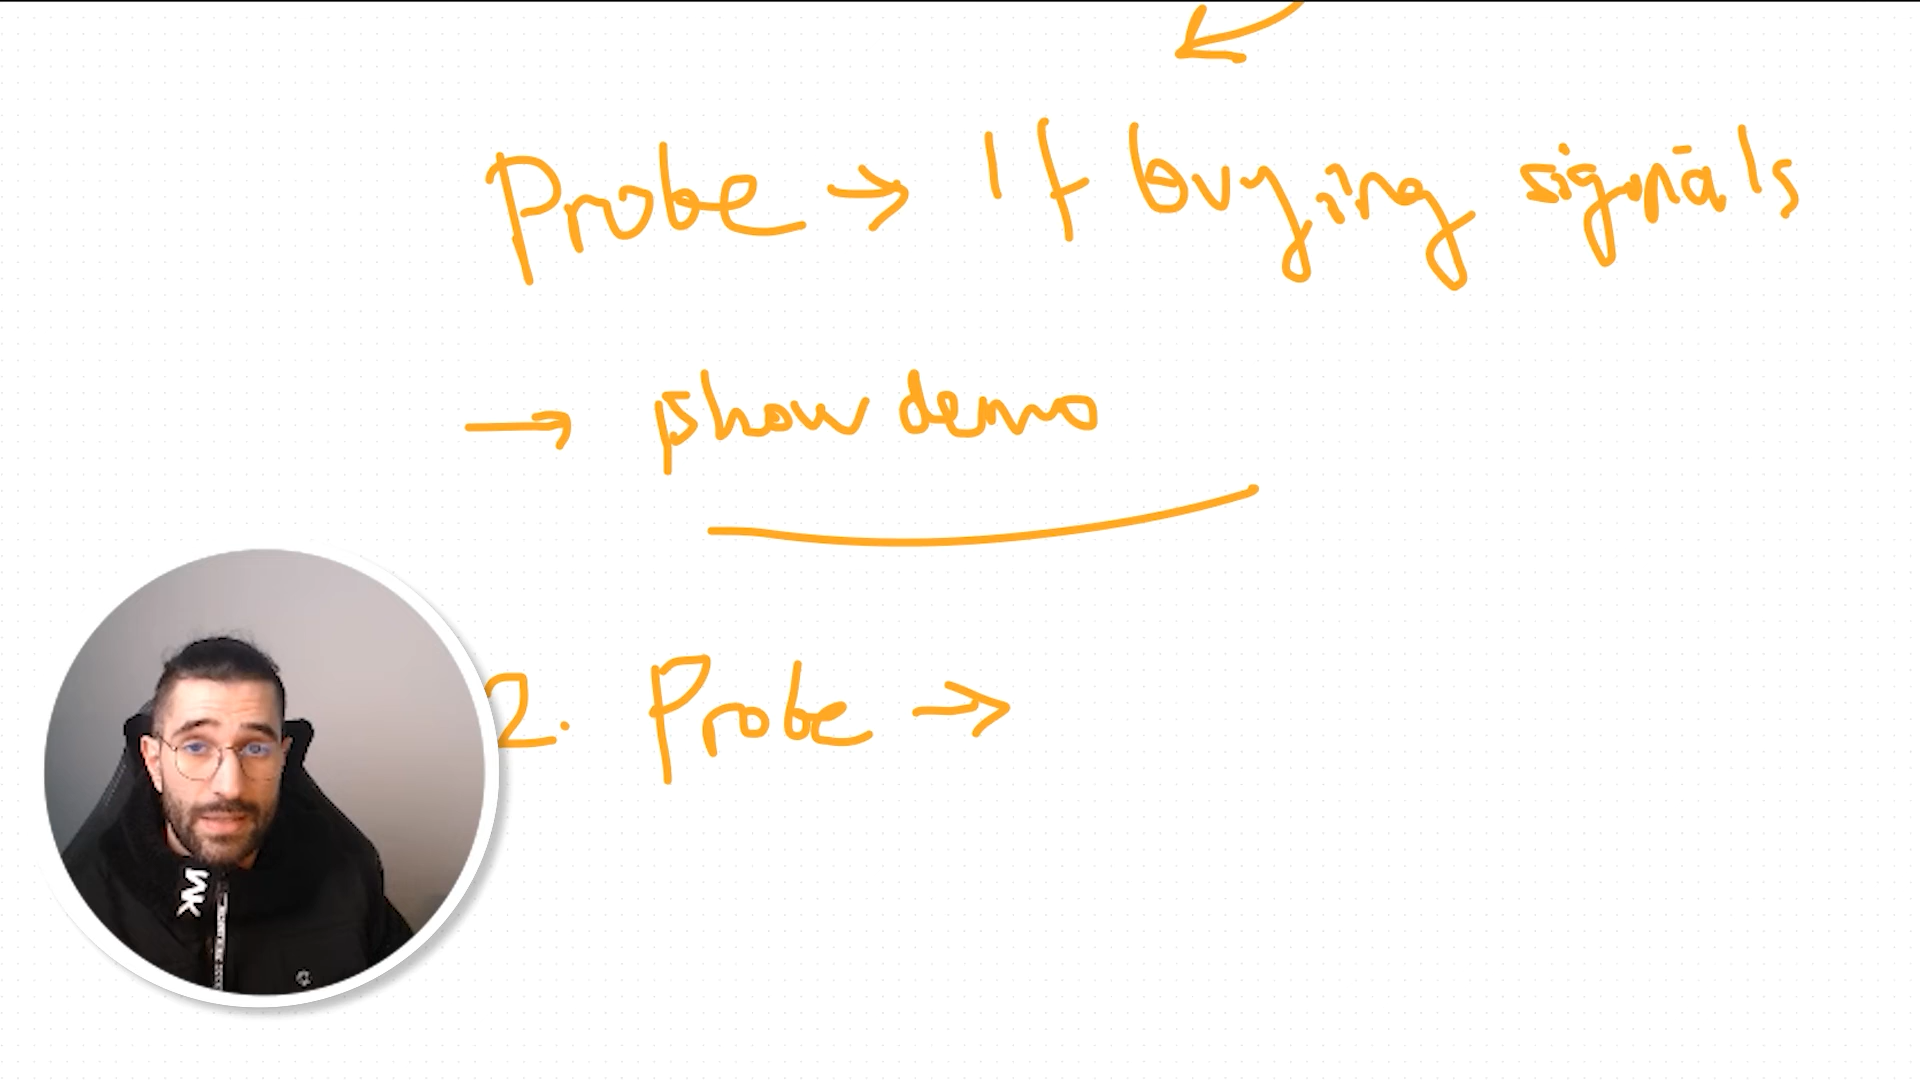 Probe → If buying signals
→ show demo
2. Probe →